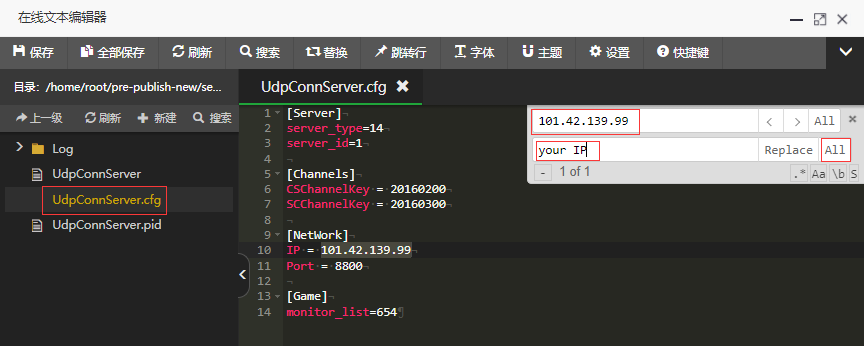 在线文本编辑器
保存 全部保存 刷新 搜索 替换 跳转行 字体 主题 设置 快捷键
目录: /home/root/pre-publish-new/se...
上一级 刷新 新建 搜索
Log
UdpConnServer
UdpConnServer.cfg
UdpConnServer.pid
UdpConnServer.cfg
101.42.139.99 All
your IP Replace All
- 1 of 1 .* Aa \b S
1 [Server]
2 server_type=14
3 server_id=1
4
5 [Channels]
6 CSChannelKey = 20160200
7 SCChannelKey = 20160300
8
9 [NetWork]
10 IP = 101.42.139.99
11 Port = 8800
12
13 [Game]
14 monitor_list=654